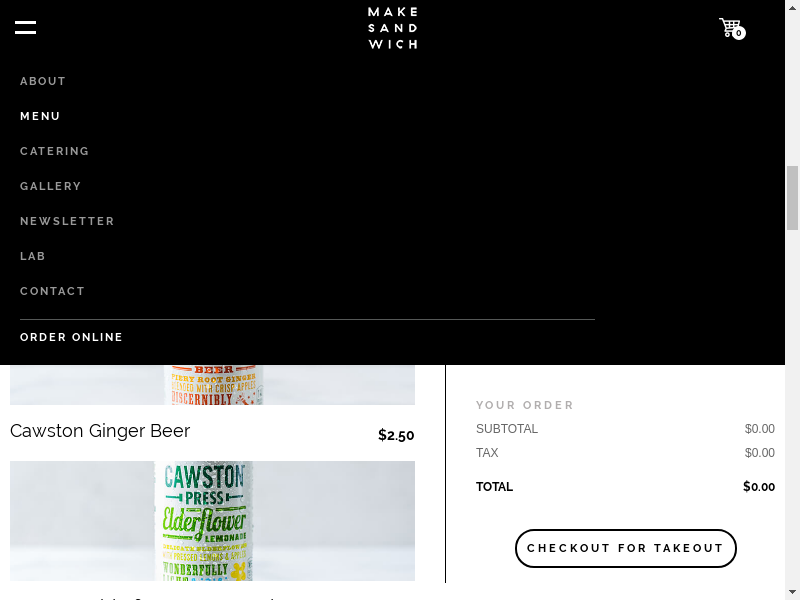 MAKE
SAND
WICH
0
ABOUT
MENU
CATERING
GALLERY
NEWSLETTER
LAB
CONTACT
ORDER ONLINE
BEER
FIERY ROOT GINGER
BLENDED WITH CRISP APPLES
DISCERNIBLY
Cawston Ginger Beer
$2.50
CAWSTON
PRESS
Elderflower
LEMONADE
WONDERFULLY
YOUR ORDER
SUBTOTAL $0.00
TAX $0.00
TOTAL $0.00
CHECKOUT FOR TAKEOUT